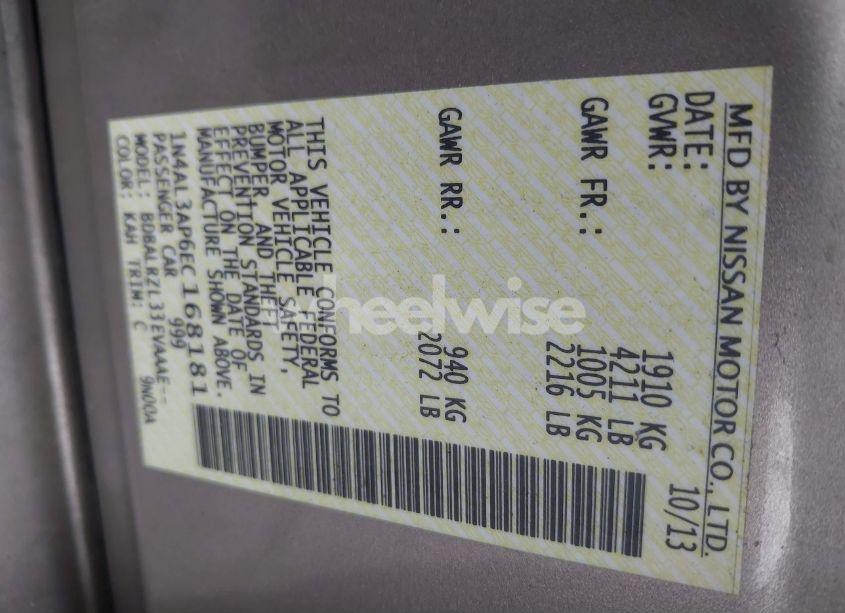 MFD BY NISSAN MOTOR CO., LTD.
DATE: 10/13
GVWR: 1910 KG
4211 LB
GAWR FR.: 1005 KG
2216 LB
GAWR RR.: 940 KG
2072 LB
THIS VEHICLE CONFORMS TO
ALL APPLICABLE FEDERAL
MOTOR VEHICLE SAFETY,
BUMPER, AND THEFT
PREVENTION STANDARDS IN
EFFECT ON THE DATE OF
MANUFACTURE SHOWN ABOVE.
1N4AL3AP6EC168181
PASSENGER CAR 999
MODEL: BDBALRZL33EVAAAE-- 9N00A
COLOR: KAH TRIM: C
wheelwise